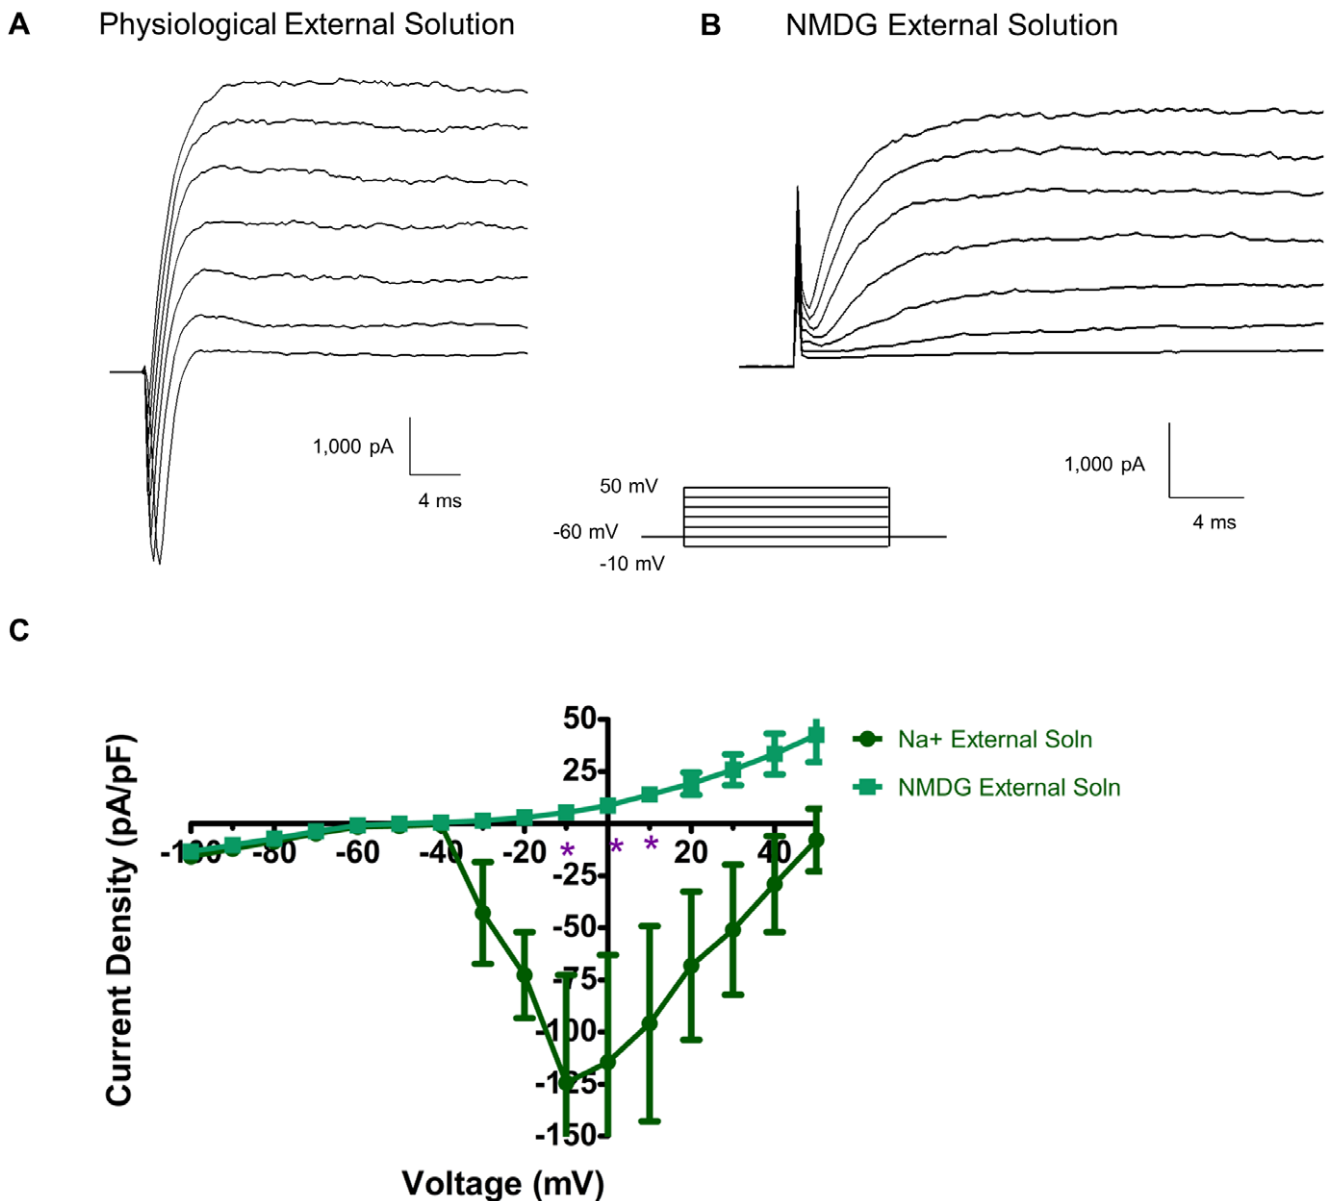 A Physiological External Solution
B NMDG External Solution
1,000 pA
4 ms
1,000 pA
4 ms
50 mV
-60 mV
-10 mV
C
Current Density (pA/pF)
50
25
-25
-50
-75
-100
-125
-150
-100 -80 -60 -40 -20 20 40
* * *
Voltage (mV)
Na+ External Soln
NMDG External Soln